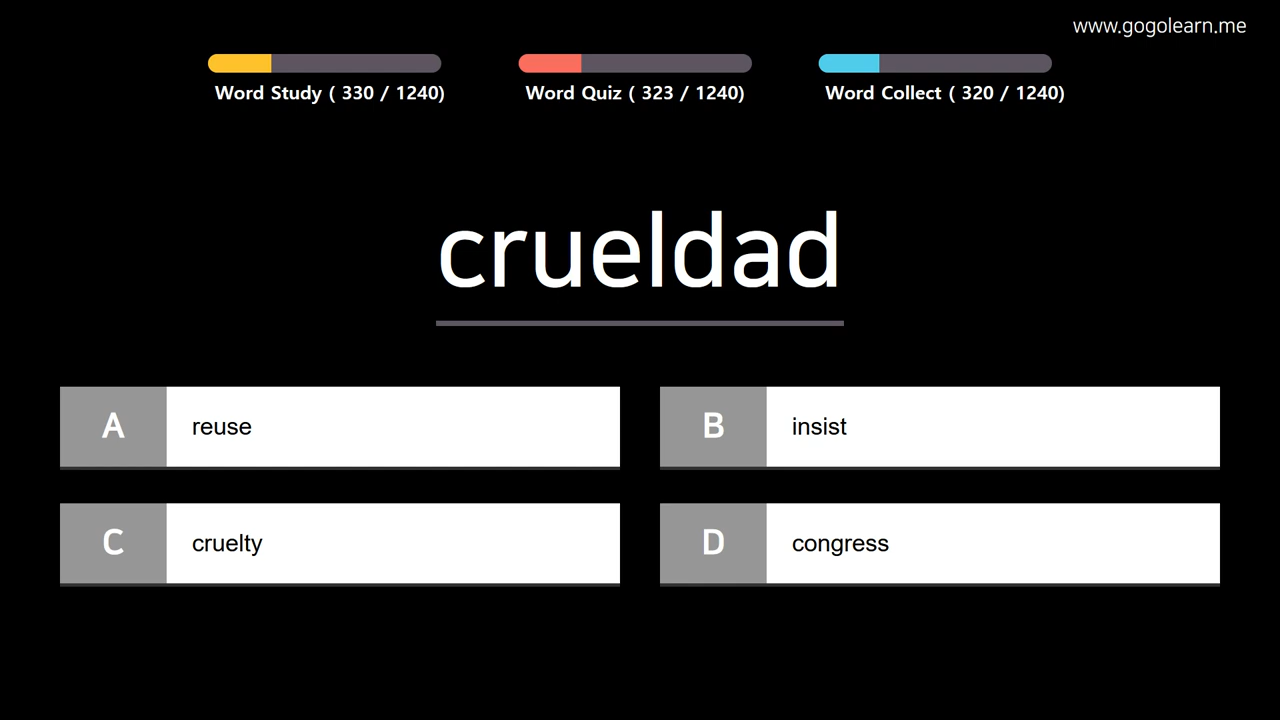 www.gogolearn.me
Word Study ( 330 / 1240)
Word Quiz ( 323 / 1240)
Word Collect ( 320 / 1240)
crueldad
A reuse
B insist
C cruelty
D congress